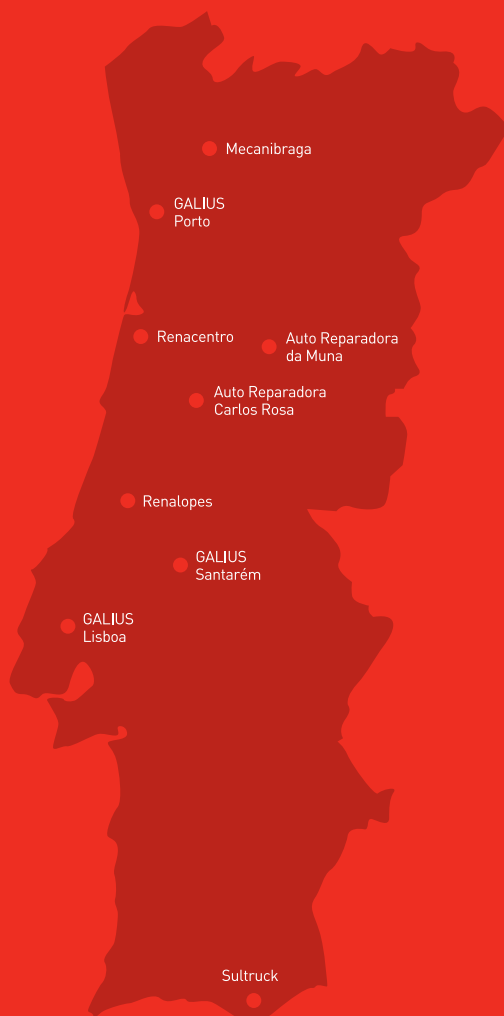 Mecanibraga
GALIUS
Porto
Renacentro
Auto Reparadora
da Muna
Auto Reparadora
Carlos Rosa
Renalopes
GALIUS
Santarém
GALIUS
Lisboa
Sultruck